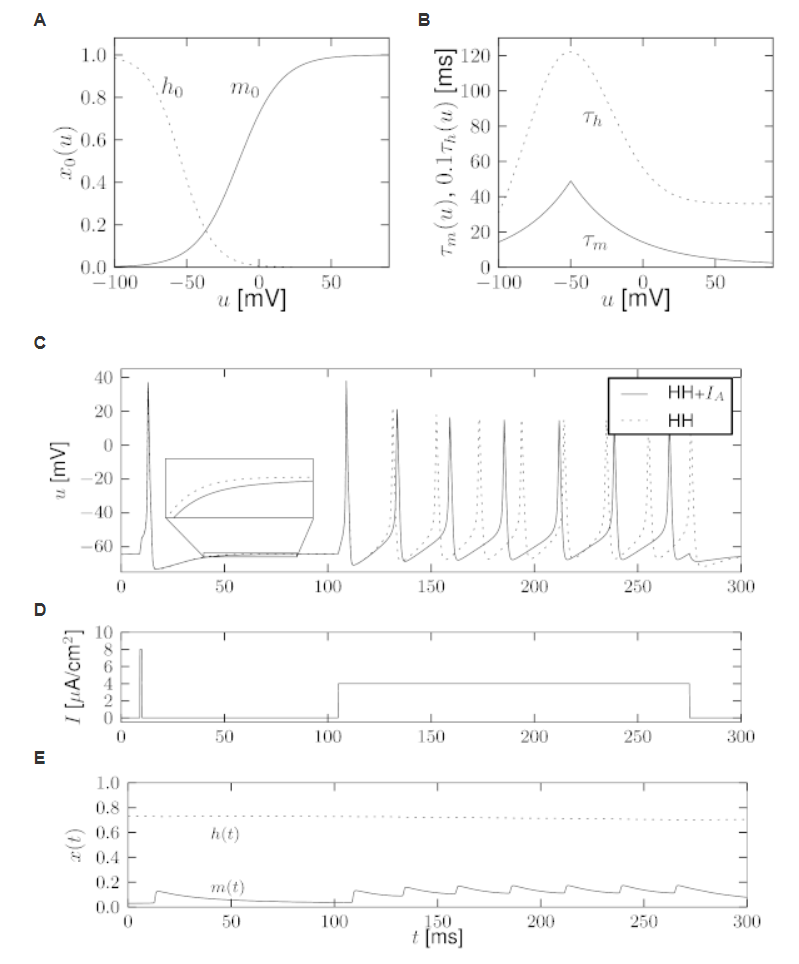 A
x₀(u)
1.0
0.8
0.6
0.4
0.2
0.0
h₀
m₀
−100
−50
0
50
u [mV]
B
τₘ(u), 0.1τₕ(u) [ms]
120
100
80
60
40
20
0
τₕ
τₘ
−100
−50
0
50
u [mV]
C
u [mV]
40
20
0
−20
−40
−60
HH+I_A
HH
0
50
100
150
200
250
300
D
I [μA/cm²]
10
8
6
4
2
0
0
50
100
150
200
250
300
E
x(t)
1.0
0.8
0.6
0.4
0.2
0.0
h(t)
m(t)
0
50
100
150
200
250
300
t [ms]